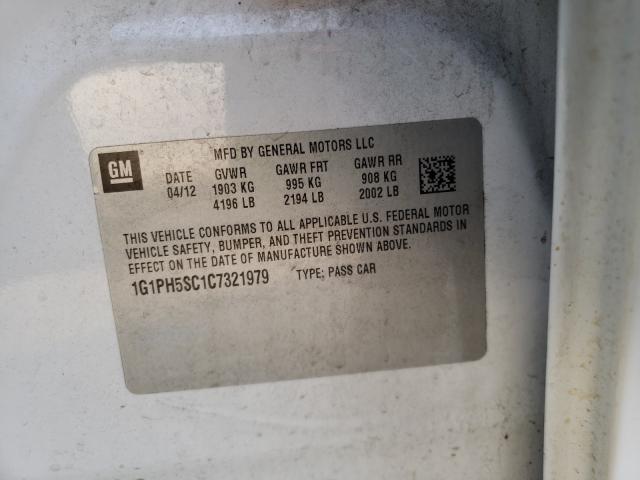 MFD BY GENERAL MOTORS LLC
GM
DATE GVWR GAWR FRT GAWR RR
04/12 1903 KG 995 KG 908 KG
4196 LB 2194 LB 2002 LB
THIS VEHICLE CONFORMS TO ALL APPLICABLE U.S. FEDERAL MOTOR
VEHICLE SAFETY, BUMPER, AND THEFT PREVENTION STANDARDS IN
EFFECT ON THE DATE OF MANUFACTURE SHOWN ABOVE.
1G1PH5SC1C7321979 TYPE: PASS CAR